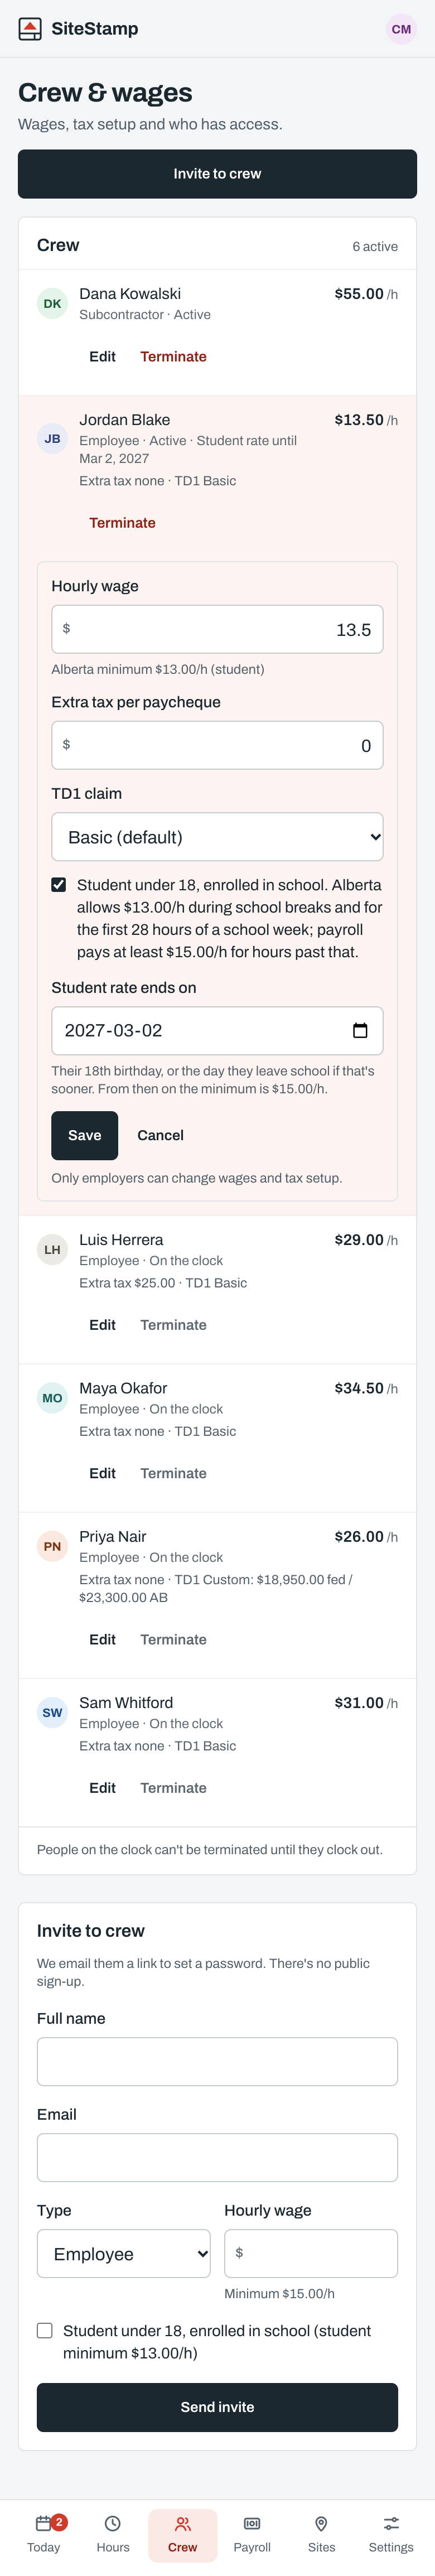 SiteStamp
CM
Crew & wages
Wages, tax setup and who has access.
Invite to crew
Crew
6 active
DK
Dana Kowalski
$55.00 /h
Subcontractor · Active
Edit
Terminate
JB
Jordan Blake
$13.50 /h
Employee · Active · Student rate until
Mar 2, 2027
Extra tax none · TD1 Basic
Terminate
Hourly wage
$
13.5
Alberta minimum $13.00/h (student)
Extra tax per paycheque
$
0
TD1 claim
Basic (default)
Student under 18, enrolled in school. Alberta
allows $13.00/h during school breaks and for
the first 28 hours of a school week; payroll
pays at least $15.00/h for hours past that.
Student rate ends on
2027-03-02
Their 18th birthday, or the day they leave school if that's
sooner. From then on the minimum is $15.00/h.
Save
Cancel
Only employers can change wages and tax setup.
LH
Luis Herrera
$29.00 /h
Employee · On the clock
Extra tax $25.00 · TD1 Basic
Edit
Terminate
MO
Maya Okafor
$34.50 /h
Employee · On the clock
Extra tax none · TD1 Basic
Edit
Terminate
PN
Priya Nair
$26.00 /h
Employee · On the clock
Extra tax none · TD1 Custom: $18,950.00 fed /
$23,300.00 AB
Edit
Terminate
SW
Sam Whitford
$31.00 /h
Employee · On the clock
Extra tax none · TD1 Basic
Edit
Terminate
People on the clock can't be terminated until they clock out.
Invite to crew
We email them a link to set a password. There's no public
sign-up.
Full name
Email
Type
Hourly wage
Employee
$
Minimum $15.00/h
Student under 18, enrolled in school (student
minimum $13.00/h)
Send invite
2
Today
Hours
Crew
Payroll
Sites
Settings